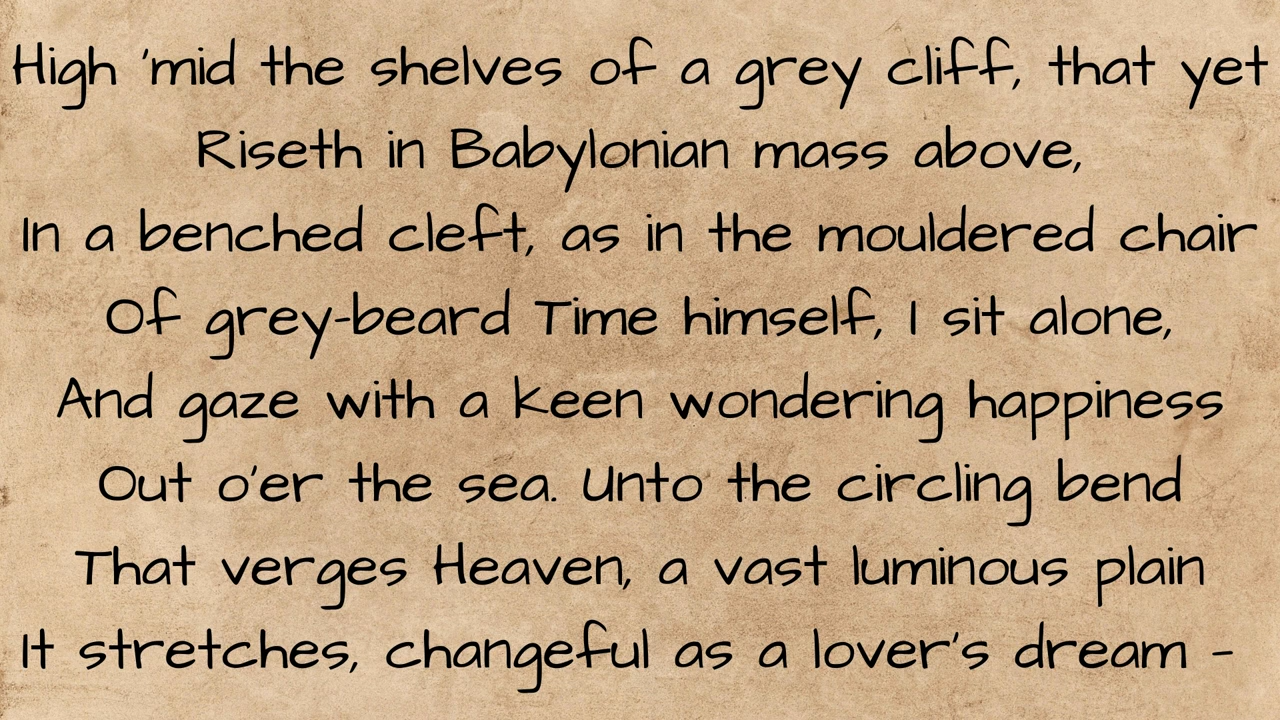 High 'mid the shelves of a grey cliff, that yet
Riseth in Babylonian mass above,
In a benched cleft, as in the mouldered chair
Of grey-beard Time himself, I sit alone,
And gaze with a keen wondering happiness
Out o'er the sea. Unto the circling bend
That verges Heaven, a vast luminous plain
It stretches, changeful as a lover's dream -